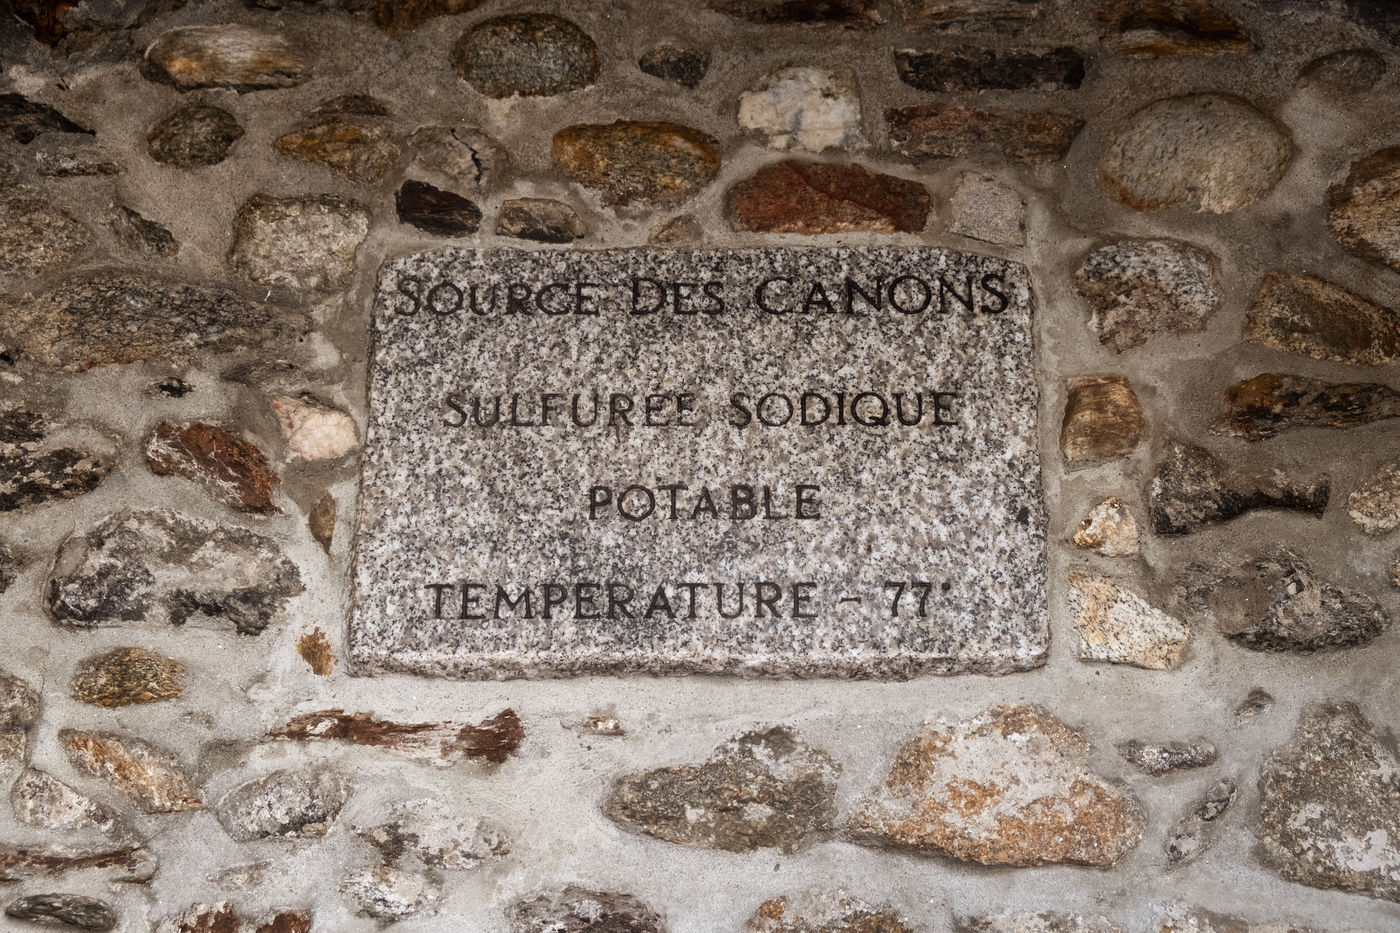 SOURCE DES CANONS
SULFURÉE SODIQUE
POTABLE
TEMPERATURE - 77°